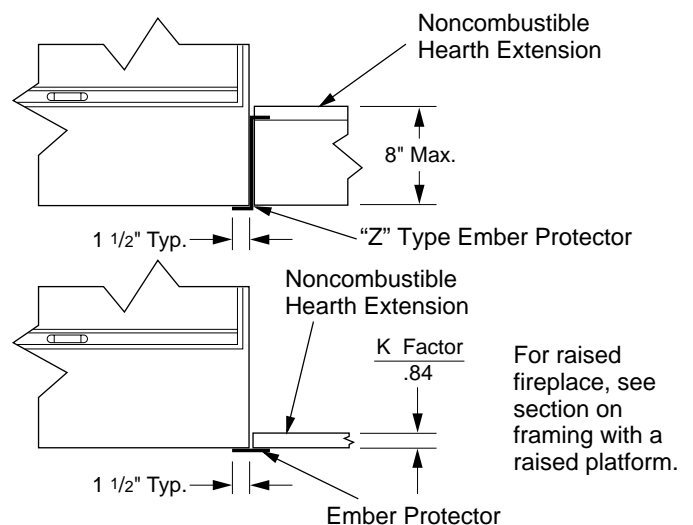 Noncombustible
Hearth Extension
8" Max.
1 1/2" Typ.
“Z” Type Ember Protector
Noncombustible
Hearth Extension
K Factor
.84
For raised
fireplace, see
section on
framing with a
raised platform.
1 1/2" Typ.
Ember Protector